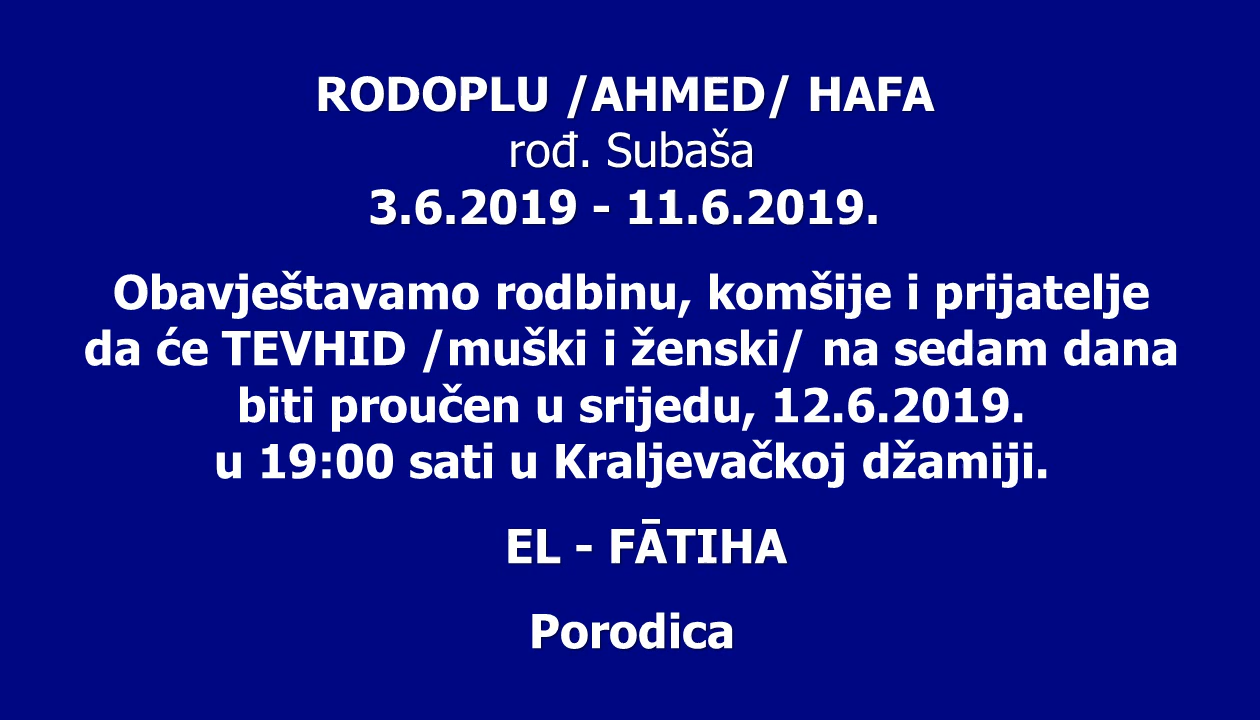 RODOPLU /AHMED/ HAFA
rođ. Subaša
3.6.2019 - 11.6.2019.
Obavještavamo rodbinu, komšije i prijatelje
da će TEVHID /muški i ženski/ na sedam dana
biti proučen u srijedu, 12.6.2019.
u 19:00 sati u Kraljevačkoj džamiji.
EL - FĀTIHA
Porodica